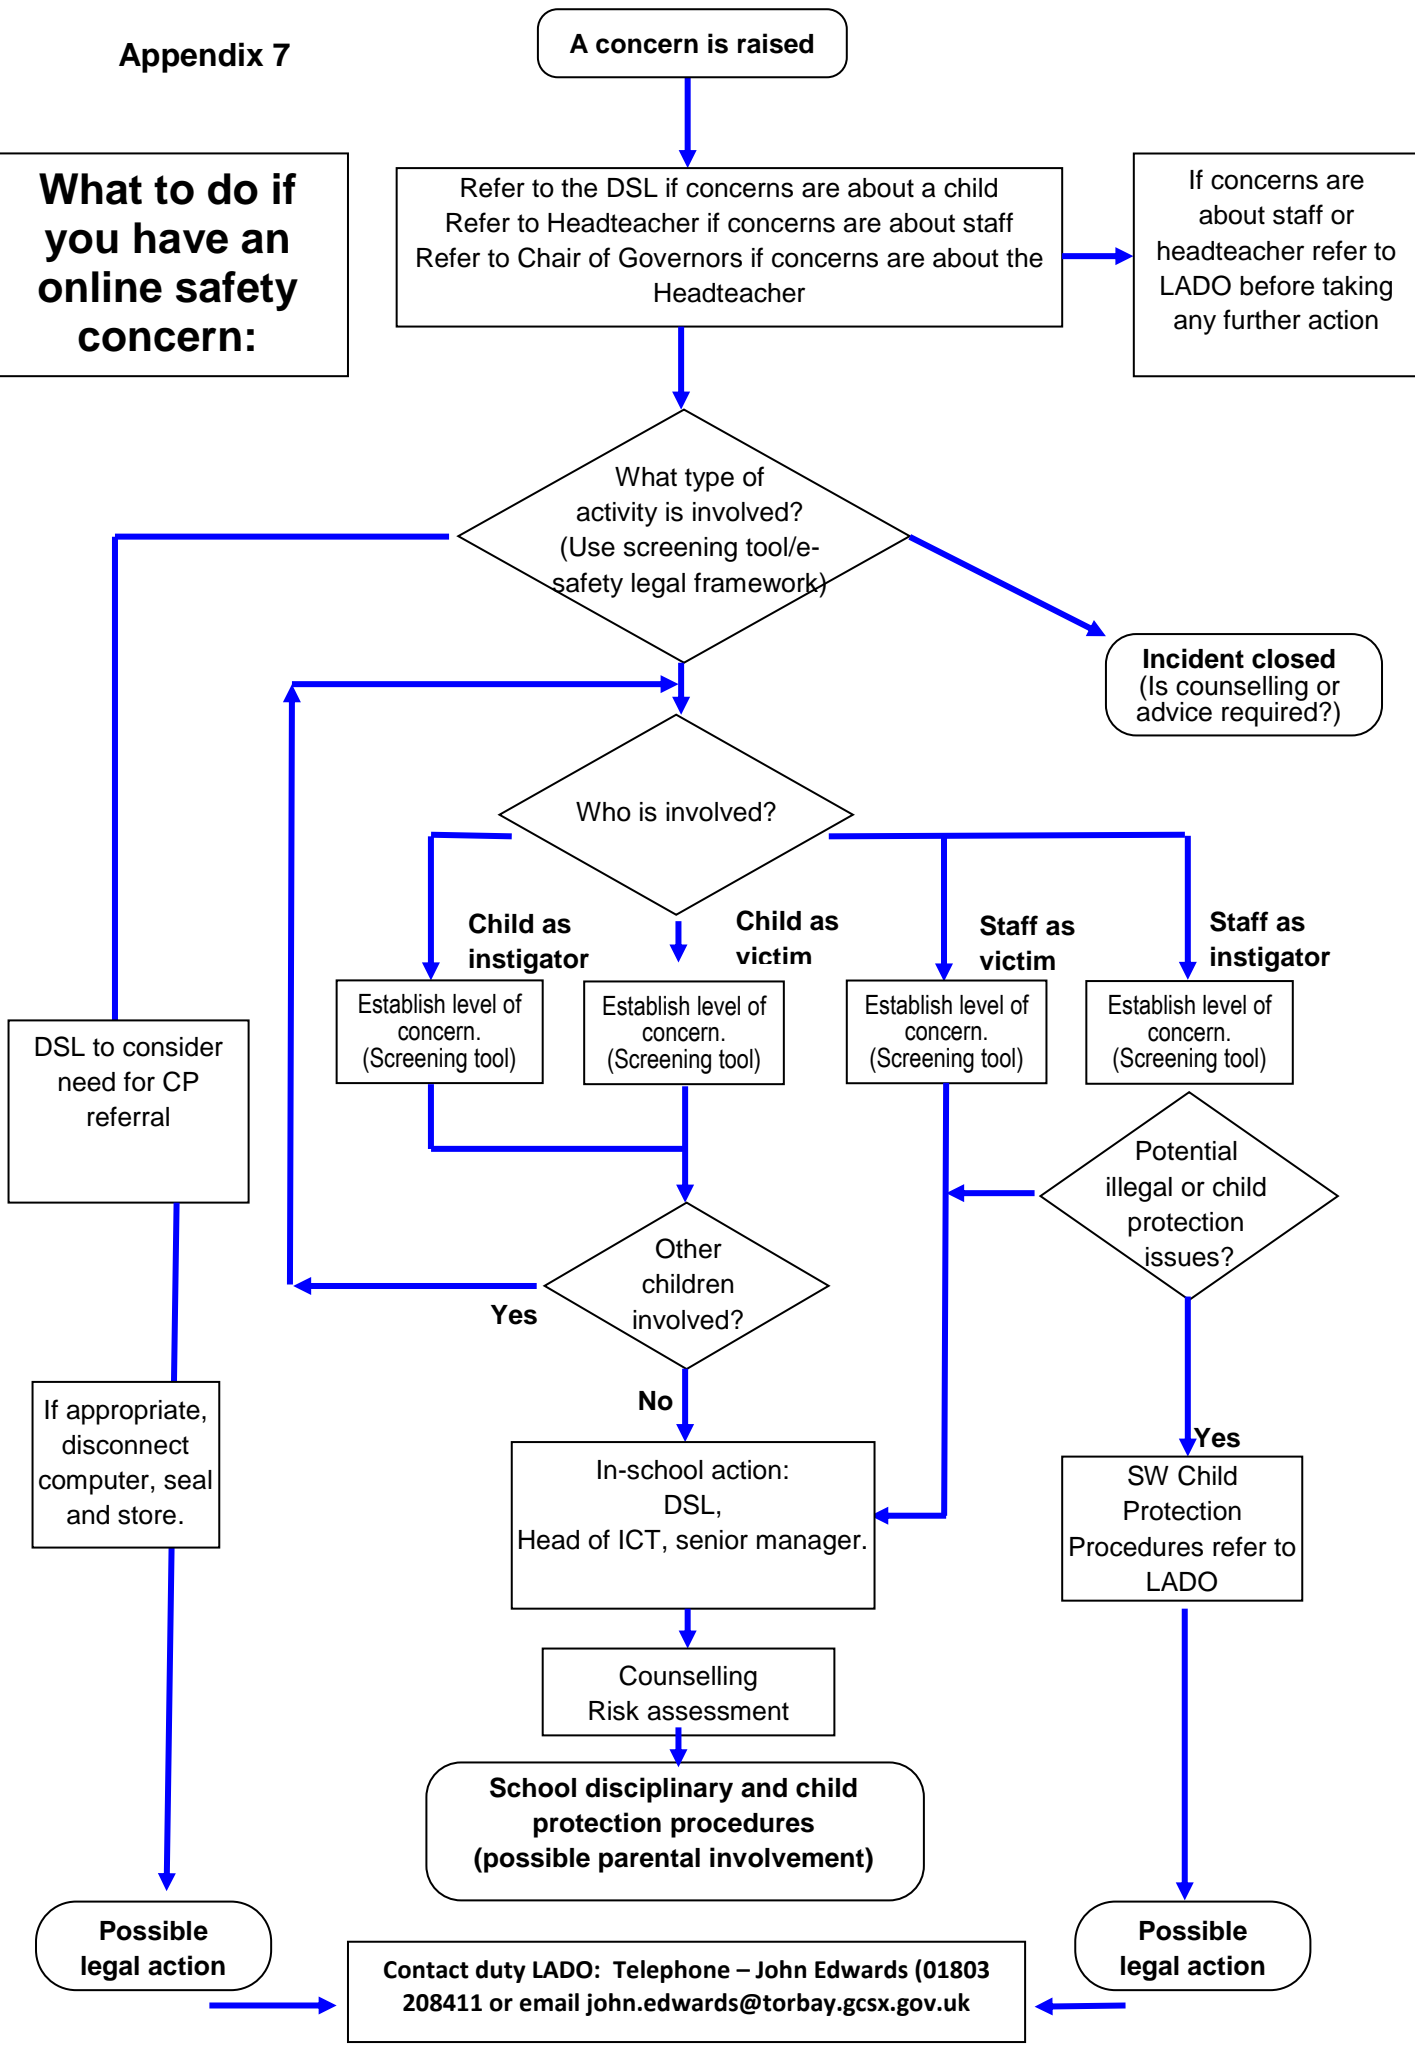 Appendix 7
A concern is raised
What to do if
you have an
online safety
concern:
Refer to the DSL if concerns are about a child
Refer to Headteacher if concerns are about staff
Refer to Chair of Governors if concerns are about the
Headteacher
If concerns are
about staff or
headteacher refer to
LADO before taking
any further action
What type of
activity is involved?
(Use screening tool/e-
safety legal framework)
Incident closed
(Is counselling or
advice required?)
Who is involved?
Child as
instigator
Child as
victim
Staff as
victim
Staff as
instigator
Establish level of
concern.
(Screening tool)
Establish level of
concern.
(Screening tool)
Establish level of
concern.
(Screening tool)
Establish level of
concern.
(Screening tool)
DSL to consider
need for CP
referral
Potential
illegal or child
protection
issues?
Other
children
involved?
Yes
No
If appropriate,
disconnect
computer, seal
and store.
In-school action:
DSL,
Head of ICT, senior manager.
Yes
SW Child
Protection
Procedures refer to
LADO
Counselling
Risk assessment
School disciplinary and child
protection procedures
(possible parental involvement)
Possible
legal action
Possible
legal action
Contact duty LADO:  Telephone – John Edwards (01803
208411 or email john.edwards@torbay.gcsx.gov.uk